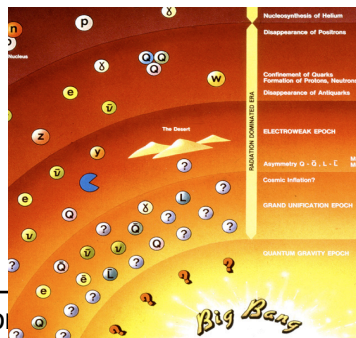 n
p
ɣ
Nucleosynthesis of Helium
Disappearance of Positrons
Nucleus
ɣ
Q
Q
Q
w
Confinement of Quarks
Formation of Protons, Neutron
e
ν̄
Disappearance of Antiquarks
RADIATION DOMINATED ERA
z
The Desert
ELECTROWEAK EPOCH
ν̄
y
?
Asymmetry Q - Q̄, L - L̄
Cosmic Inflation?
e
?
L
?
Q
ɣ
?
GRAND UNIFICATION EPOCH
ν
?
Q̄
?
?
ν̄
ν
?
QUANTUM GRAVITY EPOCH
?
Q
?
?
ē
L
?
?
e
?
?
?
Q
?
?
?
?
Big Bang